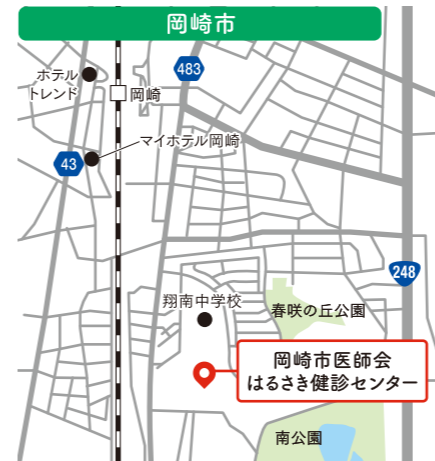 岡崎市
483
ホテル
トレンド
岡崎
マイホテル岡崎
43
248
翔南中学校
春咲の丘公園
岡崎市医師会
はるさき健診センター
南公園